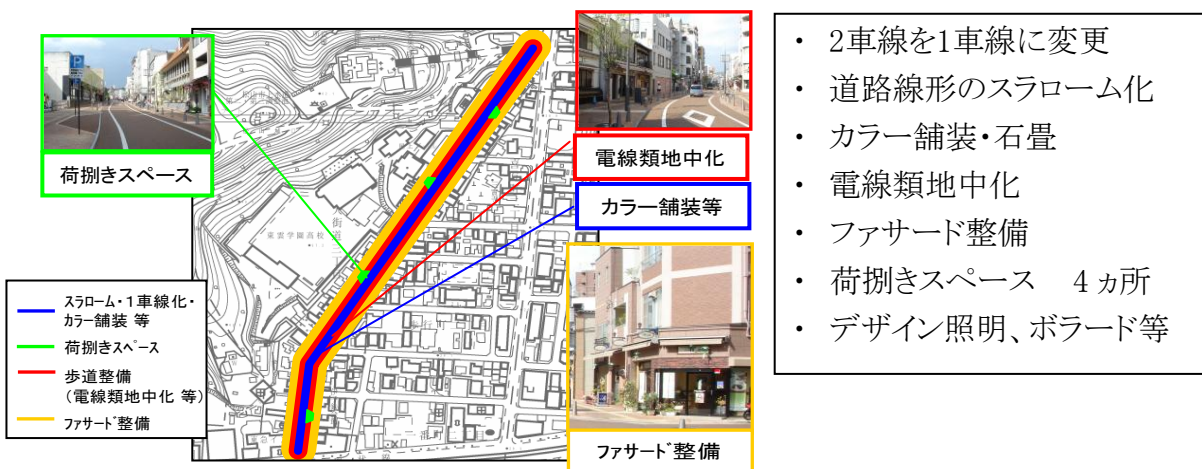 荷捌きスペース
電線類地中化
カラー舗装等
ファサード整備
東雲学園高校
スラローム・1車線化・
カラー舗装 等
荷捌きスペース
歩道整備
(電線類地中化 等)
ファサード整備
・ 2車線を1車線に変更
・ 道路線形のスラローム化
・ カラー舗装・石畳
・ 電線類地中化
・ ファサード整備
・ 荷捌きスペース　4ヵ所
・ デザイン照明、ボラード等